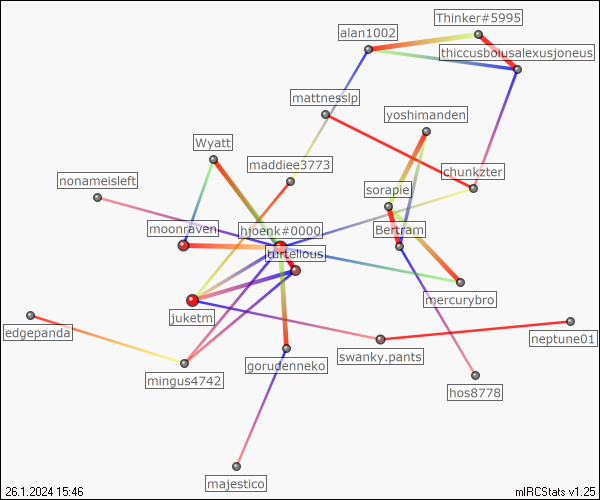 Thinker#5995
alan1002
thiccusboiusalexusjoneus
mattnesslp
yoshimanden
Wyatt
maddiee3773
chunkzter
nonameisleft
sorapie
moonraven
hjoenk#0000
Bertram
turtelious
mercurybro
juketm
edgepanda
swanky.pants
neptune01
gorudenneko
mingus4742
hos8778
majestico
26.1.2024 15:46
mIRCStats v1.25